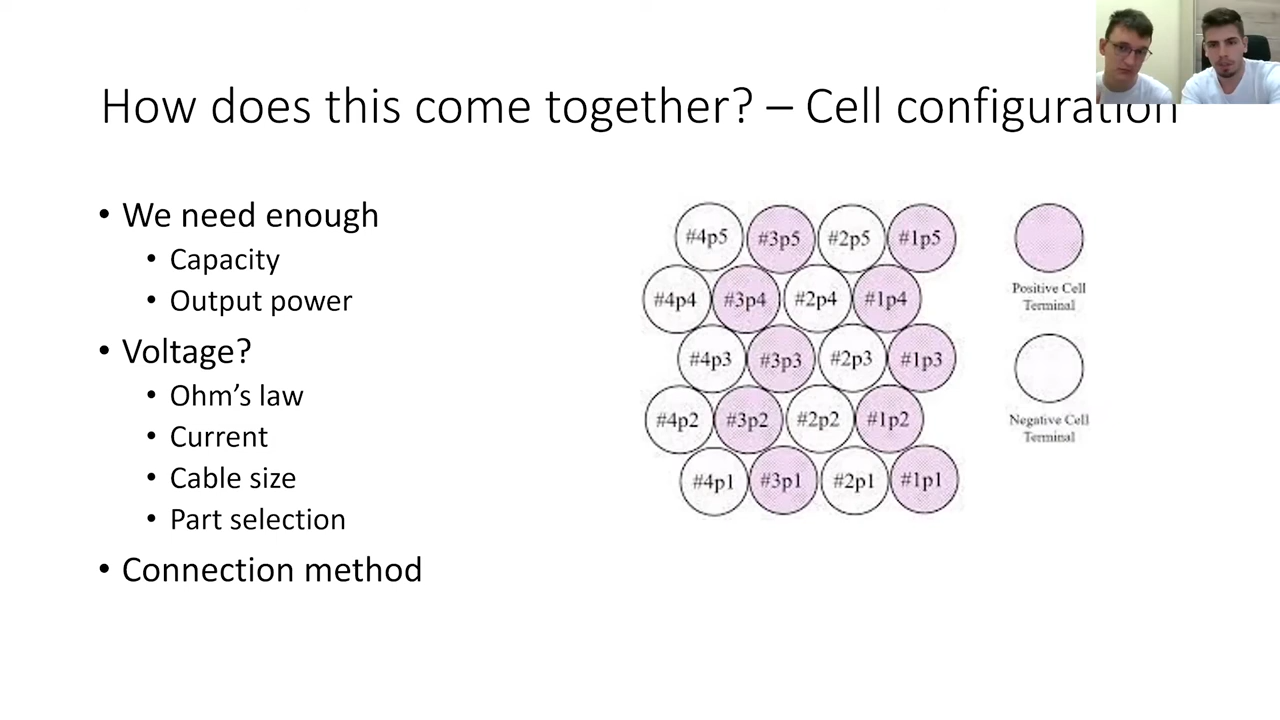 How does this come together? – Cell configuration
• We need enough
• Capacity
• Output power
• Voltage?
• Ohm’s law
• Current
• Cable size
• Part selection
• Connection method
#4p5 #3p5 #2p5 #1p5
#4p4 #3p4 #2p4 #1p4
#4p3 #3p3 #2p3 #1p3
#4p2 #3p2 #2p2 #1p2
#4p1 #3p1 #2p1 #1p1
Positive Cell
Terminal
Negative Cell
Terminal